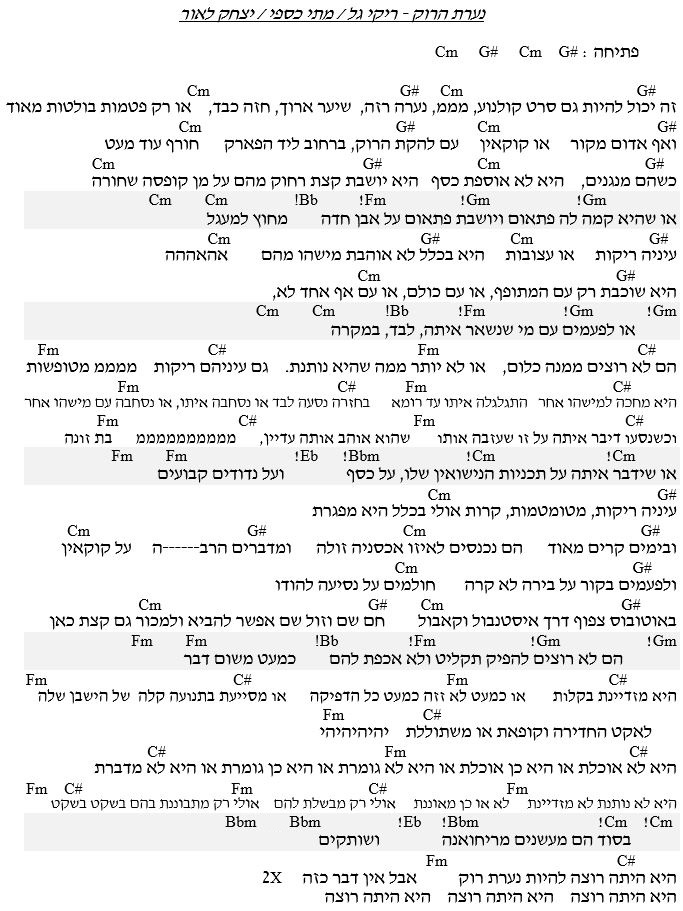 נערת הרוק - ריקי גל / מתי כספי / יצחק לאור
פתיחה : G# Cm G# Cm
G# Cm G# Cm
זה יכול להיות גם סרט קולנוע, מממ, נערה רזה, שיער ארוך, חזה כבד, או רק פטמות בולטות מאוד
G# Cm G# Cm
ואף אדום מקור או קוקאין עם להקת הרוק, ברחוב ליד הפארק חורף עוד מעט
G# Cm G# Cm
כשהם מנגנים, היא לא אוספת כסף היא יושבת קצת רחוק מהם על מן קופסה שחורה
Gm! Gm! Fm! Bb! Cm Cm
או שהיא קמה לה פתאום ויושבת פתאום על אבן חדה מחוץ למעגל
G# Cm G# Cm
עיניה ריקות או עצובות היא בכלל לא אוהבת מישהו מהם אהאההה
G# Cm
היא שוכבת רק עם המתופף, או עם כולם, או עם אף אחד לא,
Gm! Gm! Fm! Bb! Cm Cm
או לפעמים עם מי שנשאר איתה, לבד, במקרה
C# Fm C# Fm
הם לא רוצים ממנה כלום, או לא יותר ממה שהיא נותנת. גם עיניהם ריקות ממממ מטופשות
C# Fm C# Fm
היא מחכה למישהו אחר התגלגלה איתו עד רומא בחזרה נסעה לבד או נסחבה איתו, או נסחבה עם מישהו אחר
C# Fm C# Fm Fm
וכשנסעו דיבר איתה על זו שעזבה אותו שהוא אוהב אותה עדיין, מממממממממממ בת זונה
Cm! Cm! Bbm! Eb! Fm Fm
או שידבר איתה על תכניות הנישואין שלו, על כסף ועל נדודים קבועים
G# Cm
עיניה ריקות, מטומטמות, קרות אולי בכלל היא מפגרת
G# Cm G# Cm
ובימים קרים מאוד הם נכנסים לאיזו אכסניה זולה ומדברים הרב------ה על קוקאין
G# Cm
ולפעמים בקור על בירה לא קרה חולמים על נסיעה להודו
G# Cm G# Cm
באוטובוס צפוף דרך איסטנבול וקאבול חם שם וזול שם אפשר להביא ולמכור גם קצת כאן
Gm! Gm! Fm! Bb! Fm Fm
הם לא רוצים להפיק תקליט ולא אכפת להם כמעט משום דבר
C# Fm C# Fm
היא מזדיינת בקלות או כמעט לא זזה כמעט כל הדפיקה או מסייעת בתנועה קלה של הישבן שלה
C# Fm
לאקט החדירה וקופאת או משתוללת יהיהיהיהי
C# Fm C#
היא לא אוכלת או היא כן אוכלת או היא לא גומרת או היא כן גומרת או היא לא מדברת
Fm C# Fm C# Fm
היא לא נותנת לא מזדיינת לא או כן מאוננת אולי רק מבשלת להם אולי רק מתבוננת בהם בשקט בשקט
Cm! Cm! Bbm! Eb! Bbm Bbm
בסוד הם מעשנים מריחואנה ושותקים
C# Fm
היא היתה רוצה להיות נערת רוק אבל אין דבר כזה 2X
היא היתה רוצה היא היתה רוצה היא היתה רוצה